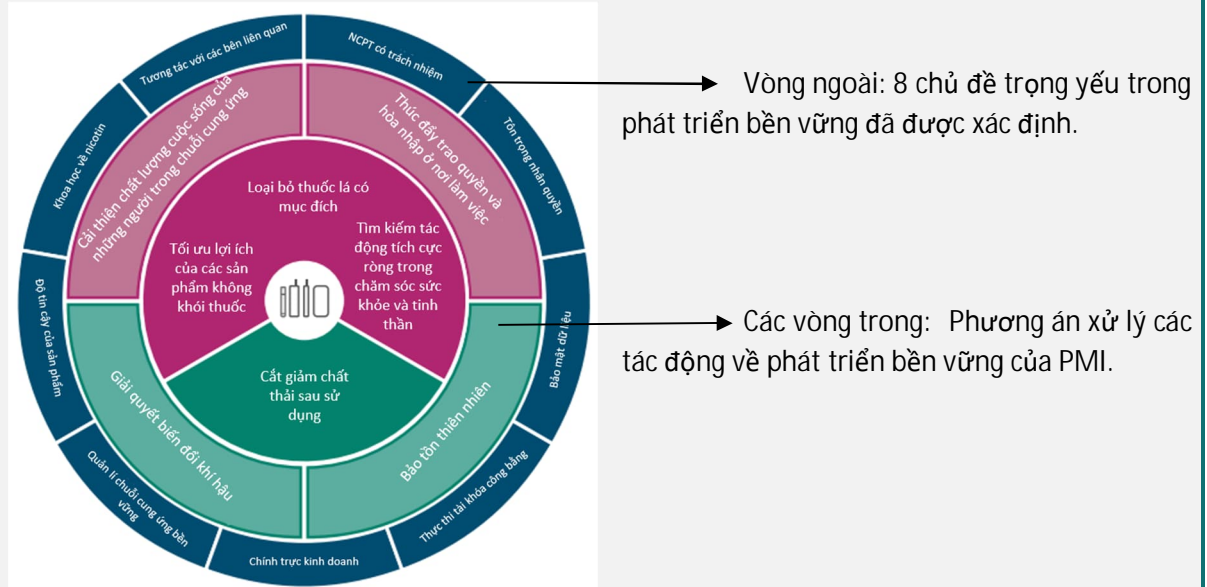 Tương tác với các bên liên quan
NCPT có trách nhiệm
Tôn trọng nhân quyền
Bảo mật dữ liệu
Thực thi tài khóa công bằng
Chính trực kinh doanh
Quản lí chuỗi cung ứng bền
vững
Độ tin cậy của sản phẩm
Khoa học về nicotin
Cải thiện chất lượng cuộc sống của
những người trong chuỗi cung ứng
Thúc đẩy trao quyền và
hòa nhập ở nơi làm việc
Bảo tồn thiên nhiên
Giải quyết biến đổi khí hậu
Loại bỏ thuốc lá có
mục đích
Tối ưu lợi ích
của các sản
phẩm không
khói thuốc
Tìm kiếm tác
động tích cực
ròng trong
chăm sóc sức
khỏe và tinh
thần
Cắt giảm chất
thải sau sử
dụng
Vòng ngoài: 8 chủ đề trọng yếu trong
phát triển bền vững đã được xác định.
Các vòng trong: Phương án xử lý các
tác động về phát triển bền vững của PMI.